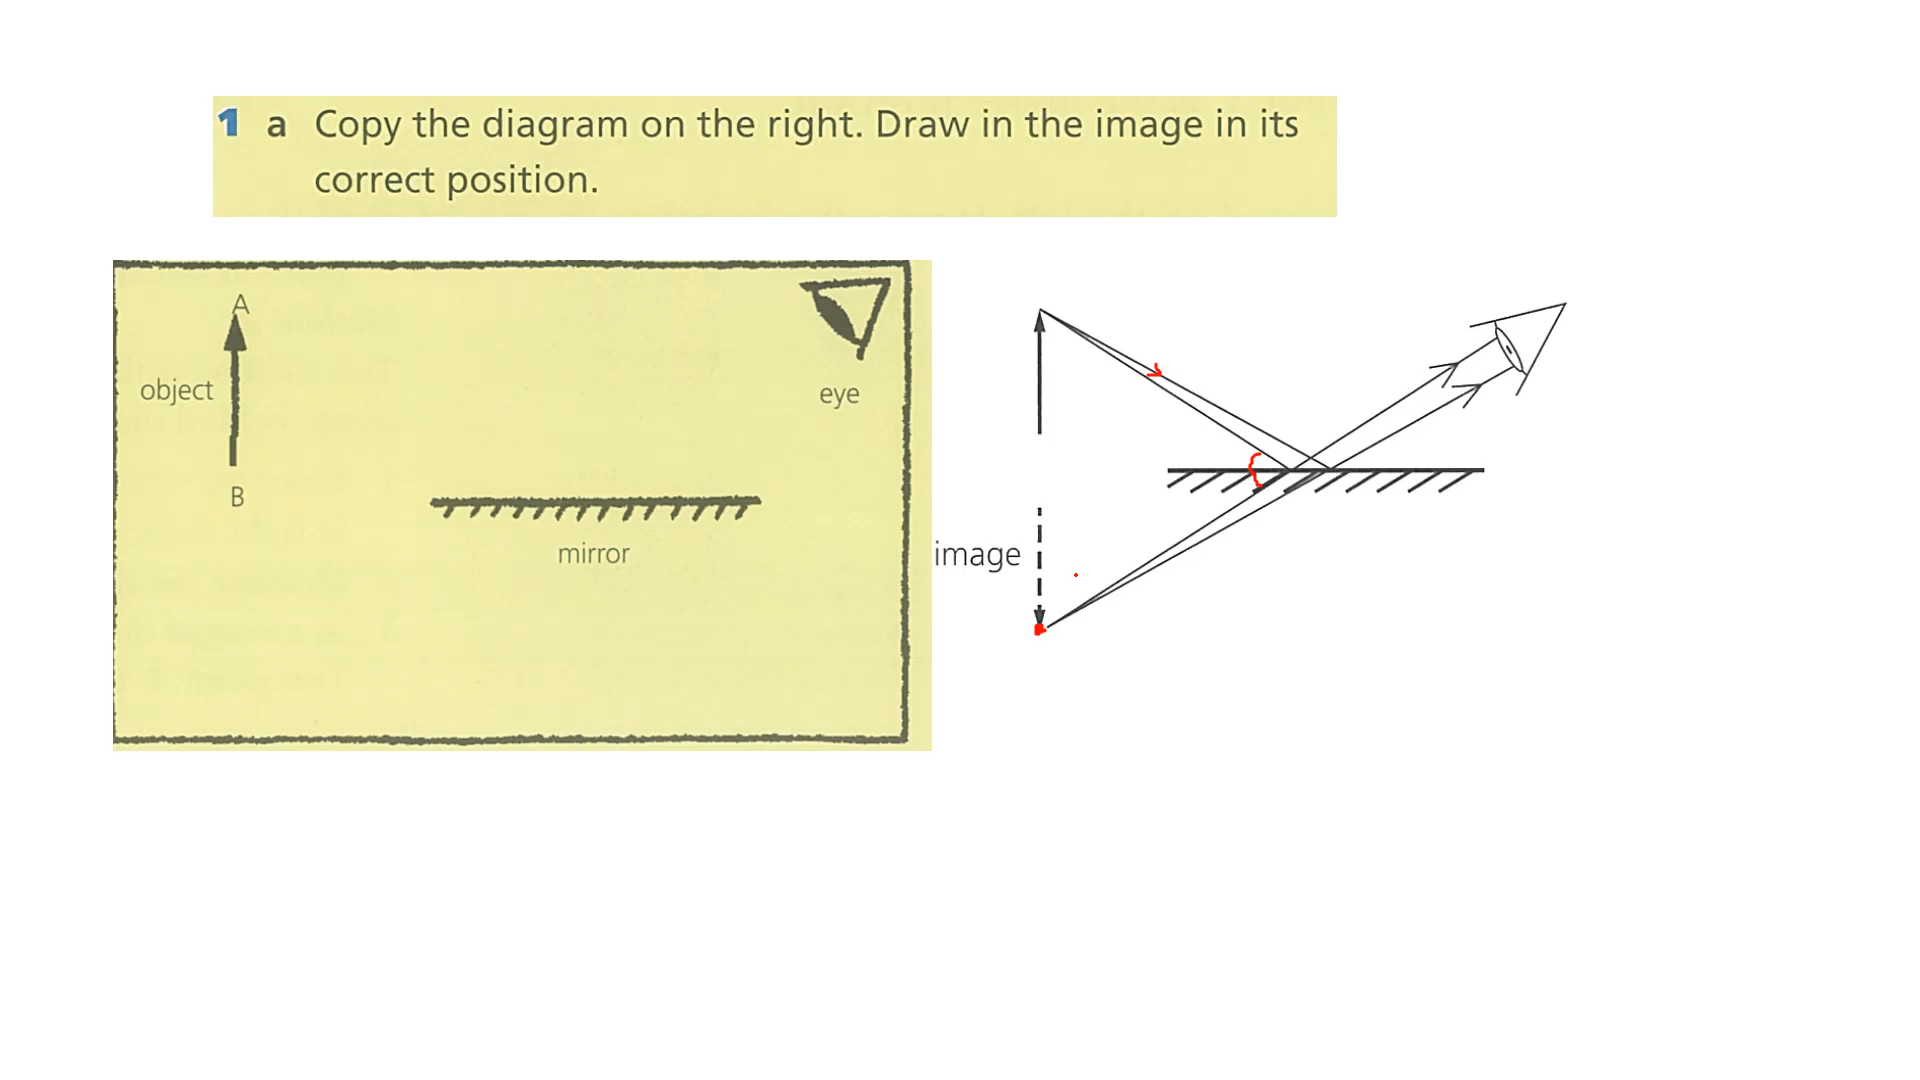 1 a Copy the diagram on the right. Draw in the image in its
correct position.
A
object
B
eye
mirror
image